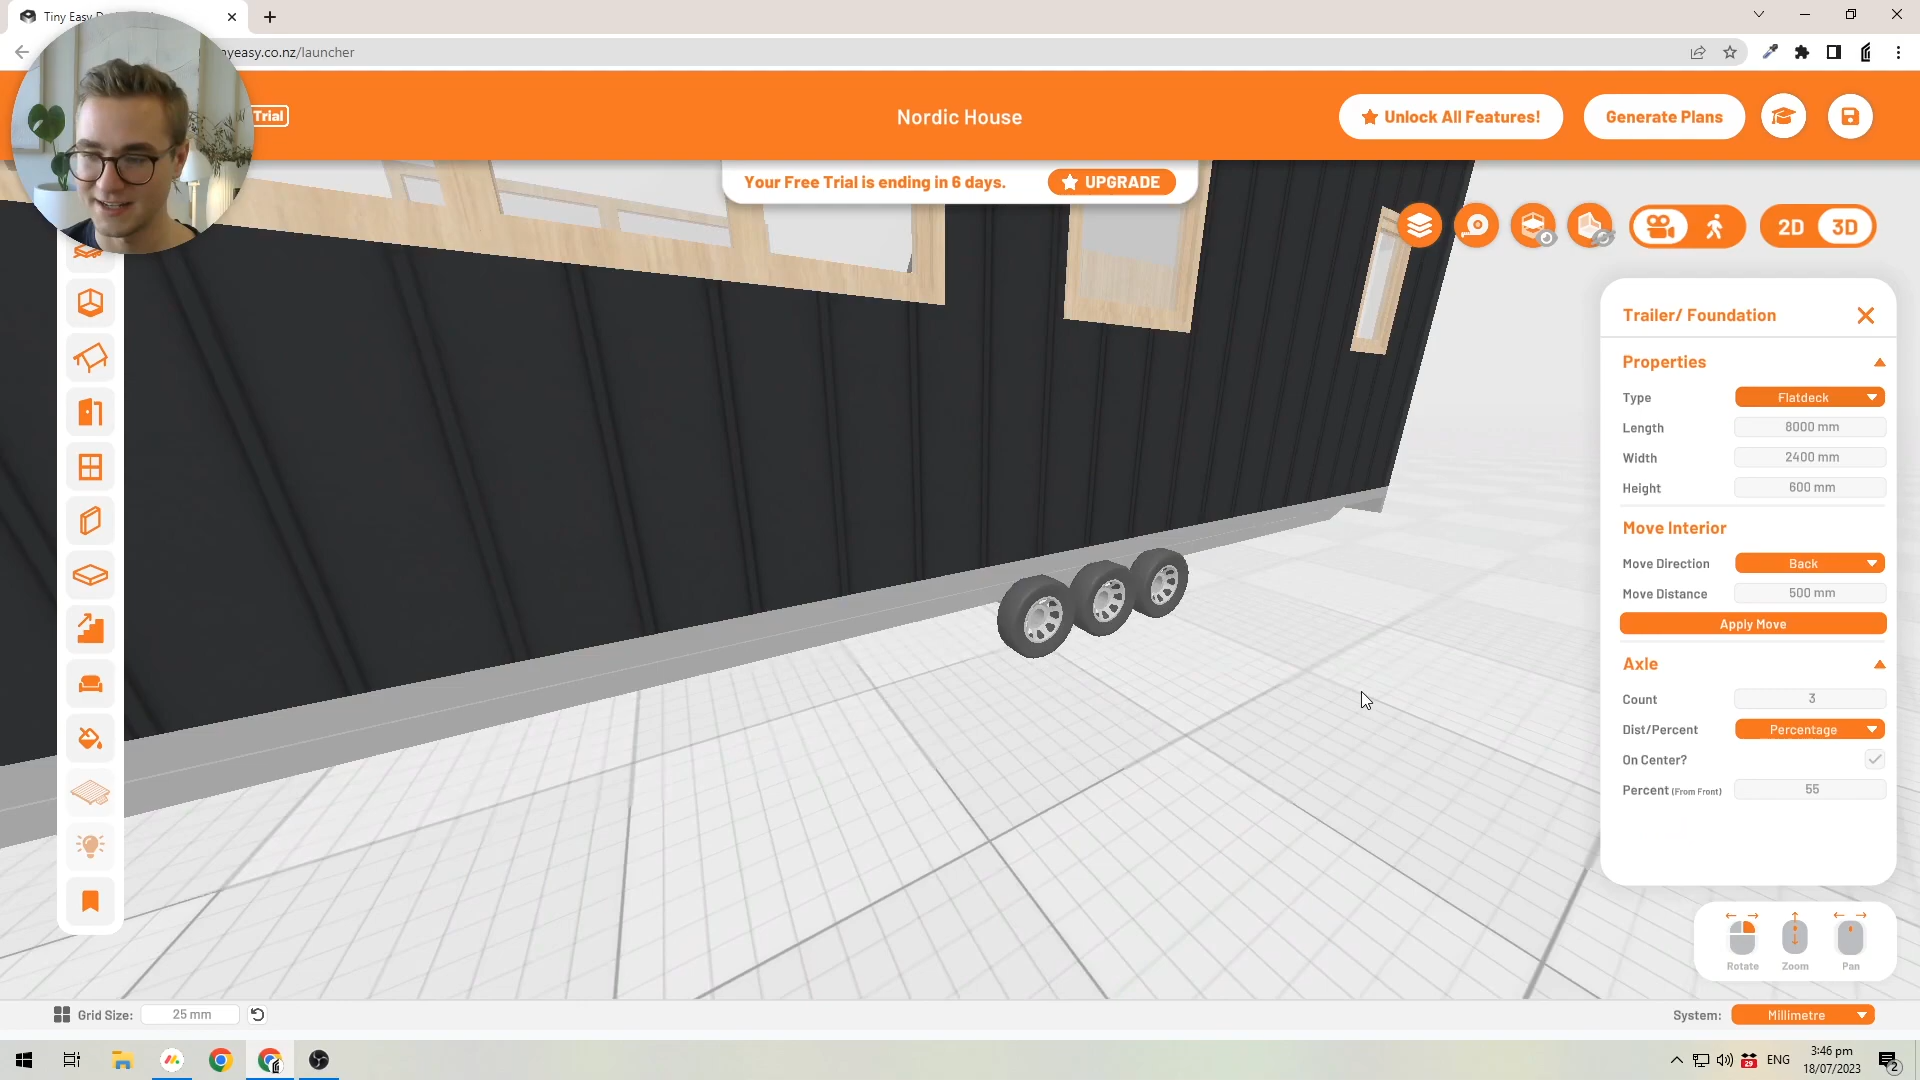 Tiny Easy
yeasy.co.nz/launcher
Trial
Nordic House
Unlock All Features!
Generate Plans
Your Free Trial is ending in 6 days.
UPGRADE
2D 3D
Trailer/ Foundation
Properties
Type Flatdeck
Length 8000 mm
Width 2400 mm
Height 600 mm
Move Interior
Move Direction Back
Move Distance 500 mm
Apply Move
Axle
Count 3
Dist/Percent Percentage
On Center?
Percent (From Front) 55
Rotate Zoom Pan
Grid Size: 25 mm
System: Millimetre
29
ENG
3:46 pm
18/07/2023
2